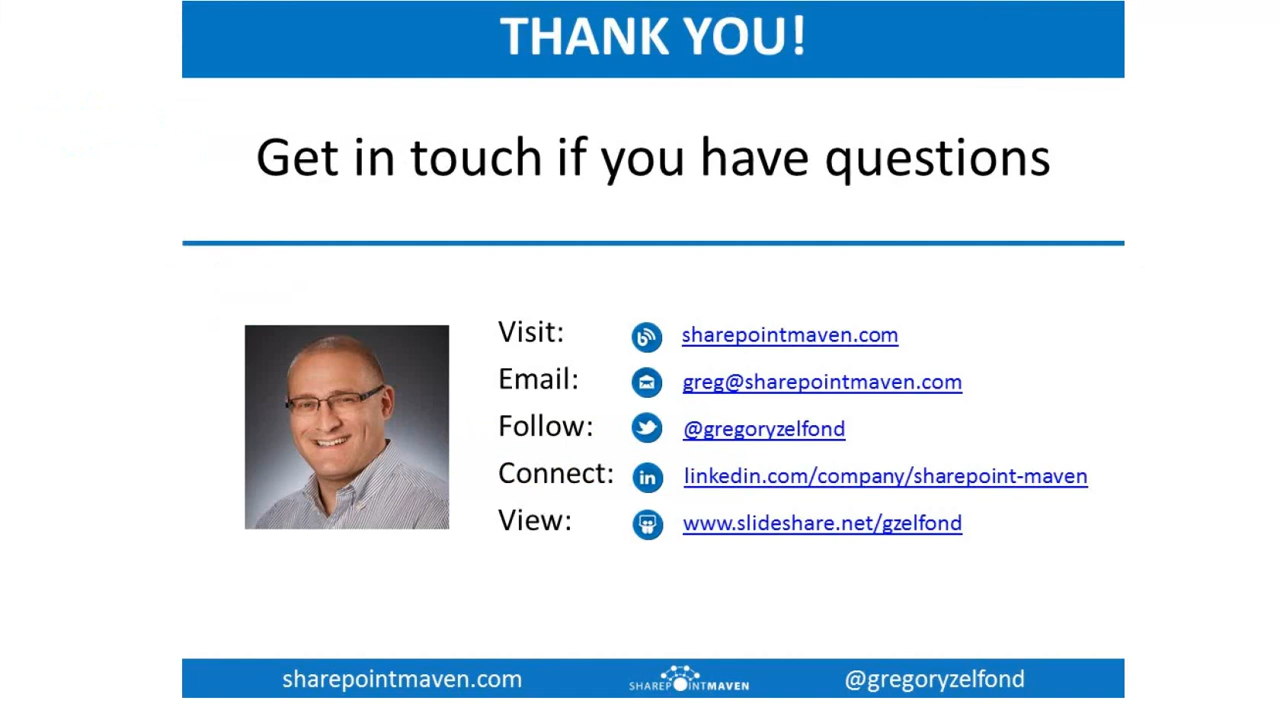 THANK YOU!
Get in touch if you have questions
Visit: sharepointmaven.com
Email: greg@sharepointmaven.com
Follow: @gregoryzelfond
Connect: linkedin.com/company/sharepoint-maven
View: www.slideshare.net/gzelfond
sharepointmaven.com SHAREPOINTMAVEN @gregoryzelfond